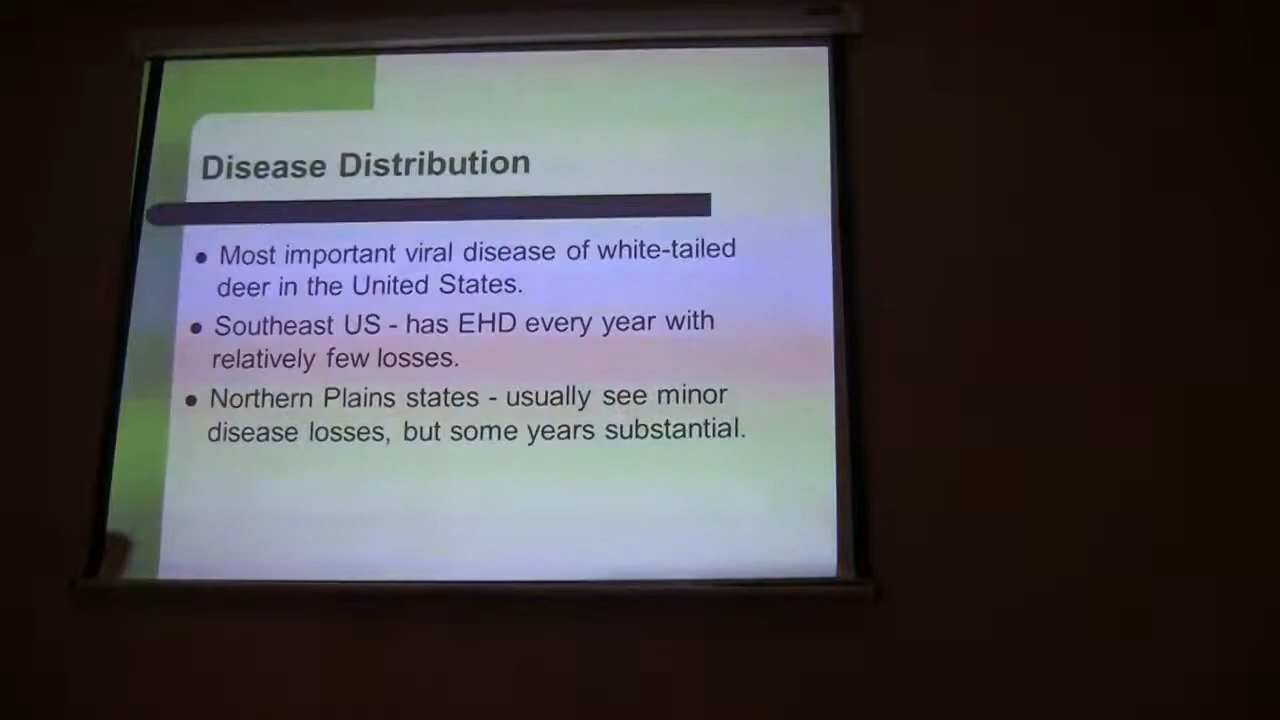 Disease Distribution
● Most important viral disease of white-tailed
deer in the United States.
● Southeast US - has EHD every year with
relatively few losses.
● Northern Plains states - usually see minor
disease losses, but some years substantial.